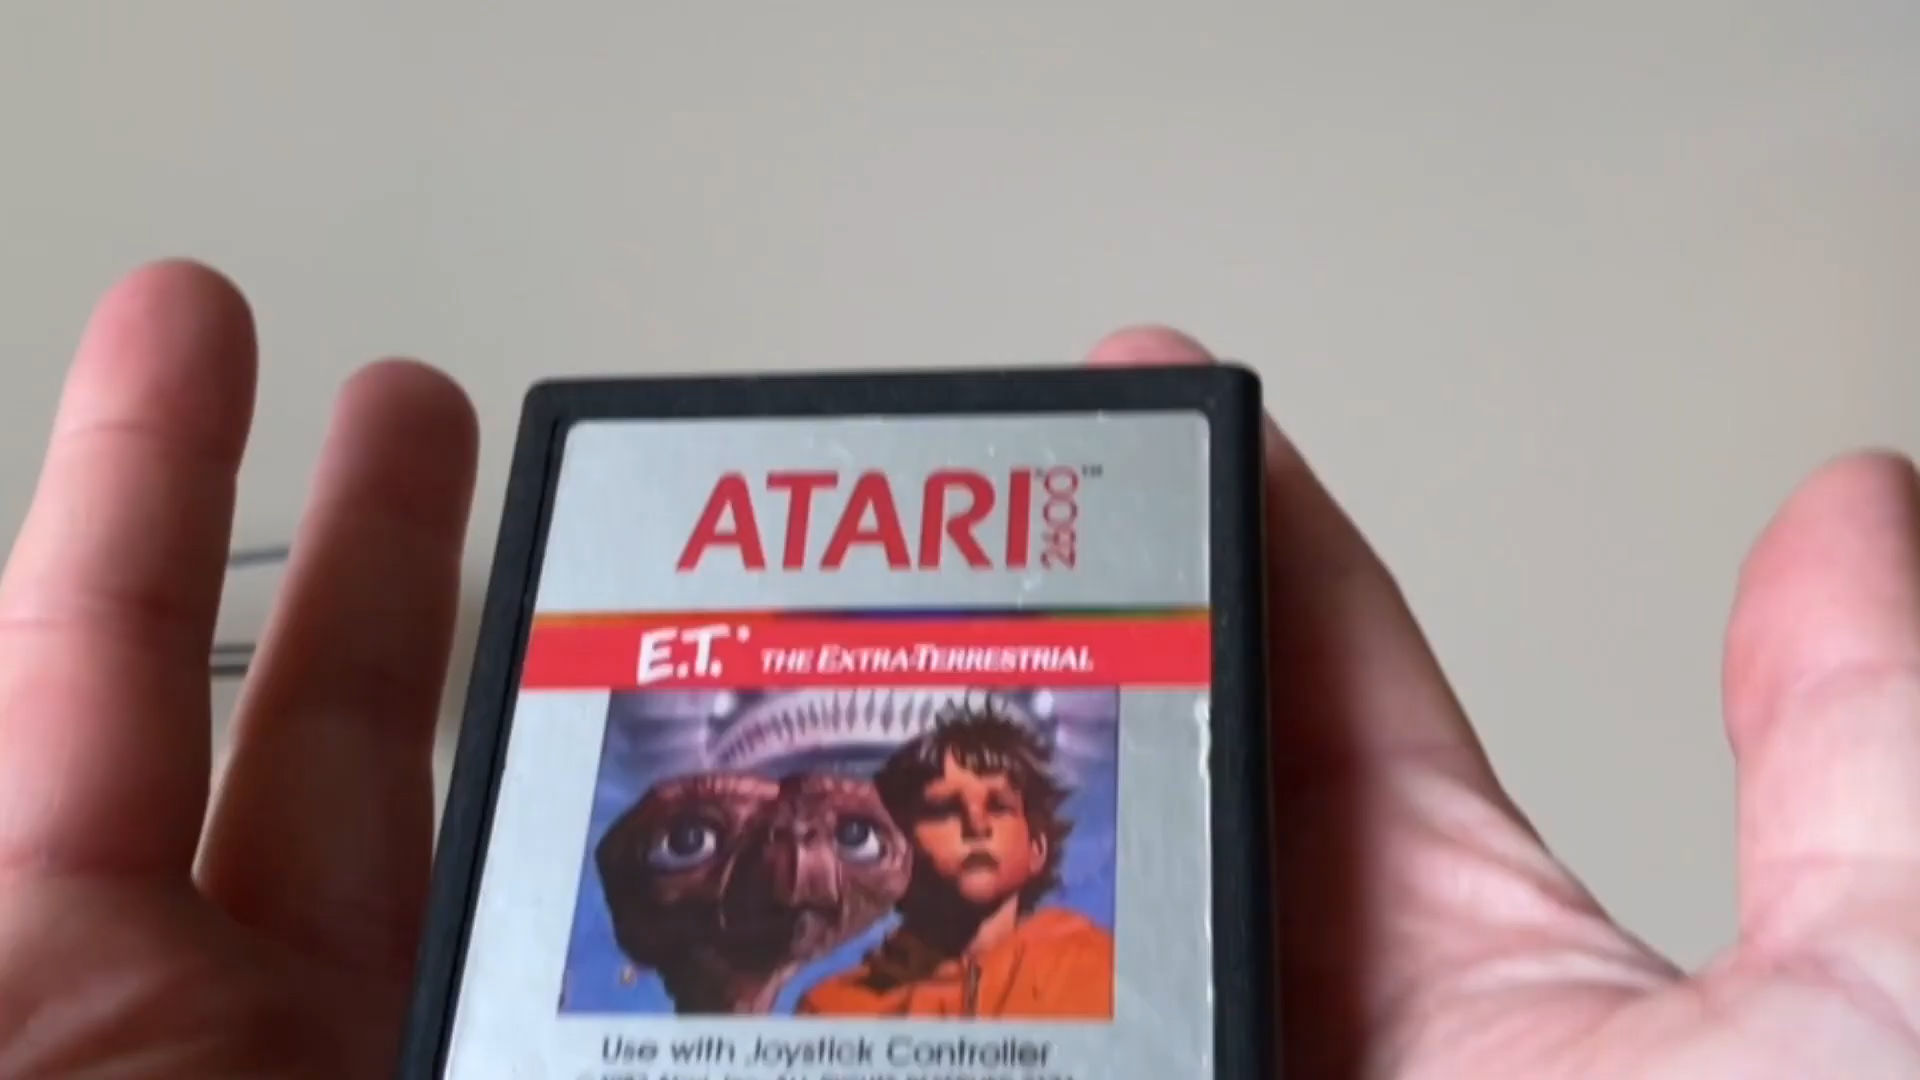 ATARI 2600™
E.T. THE EXTRA-TERRESTRIAL
Use with Joystick Controller